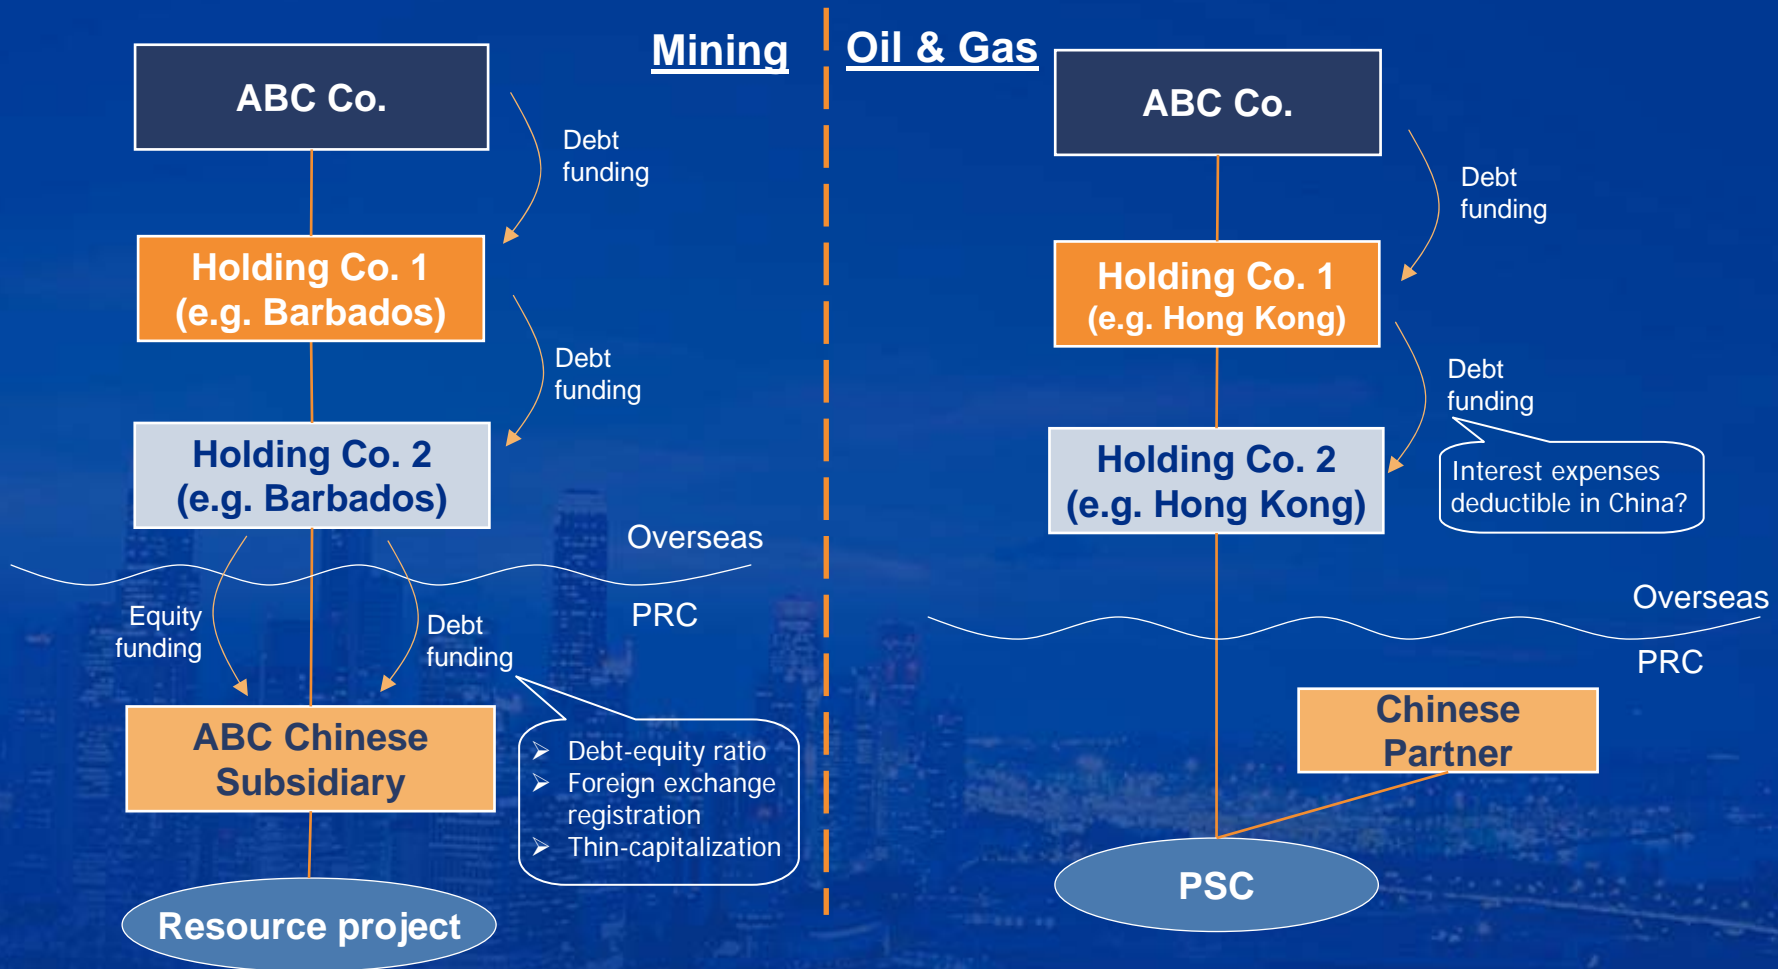 Mining
ABC Co.
Debt
funding
Holding Co. 1
(e.g. Barbados)
Debt
funding
Holding Co. 2
(e.g. Barbados)
Overseas
PRC
Equity
funding
Debt
funding
ABC Chinese
Subsidiary
➢ Debt-equity ratio
➢ Foreign exchange
registration
➢ Thin-capitalization
Resource project
Oil & Gas
ABC Co.
Debt
funding
Holding Co. 1
(e.g. Hong Kong)
Debt
funding
Interest expenses
deductible in China?
Holding Co. 2
(e.g. Hong Kong)
Overseas
PRC
Chinese
Partner
PSC